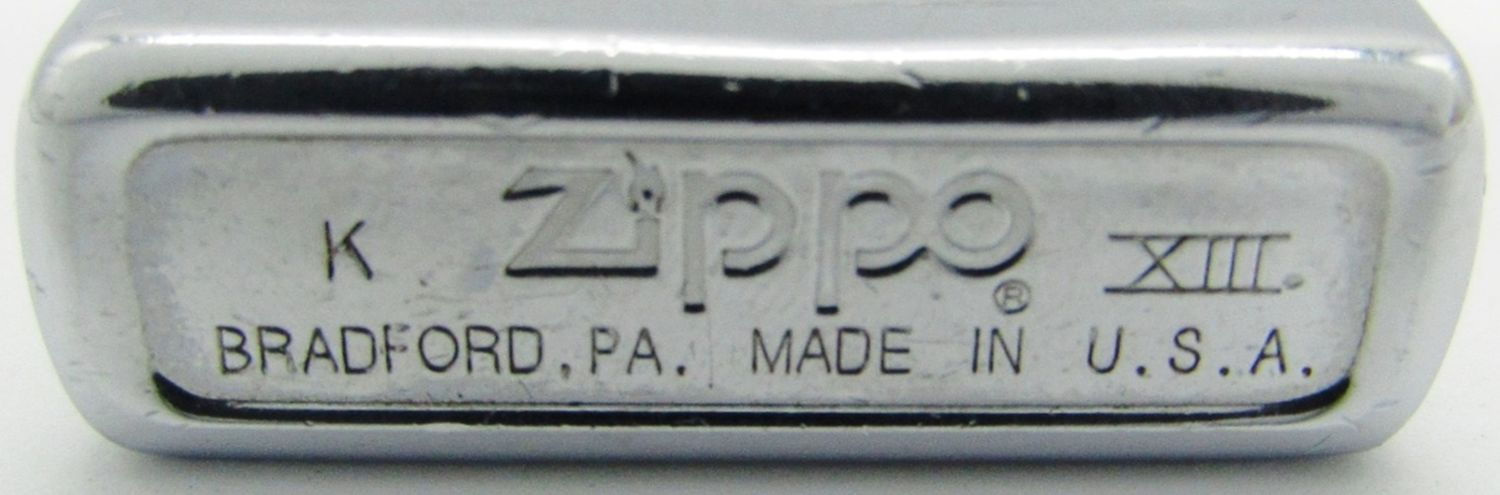 K Zippo® XIII.
BRADFORD, PA. MADE IN U.S.A.